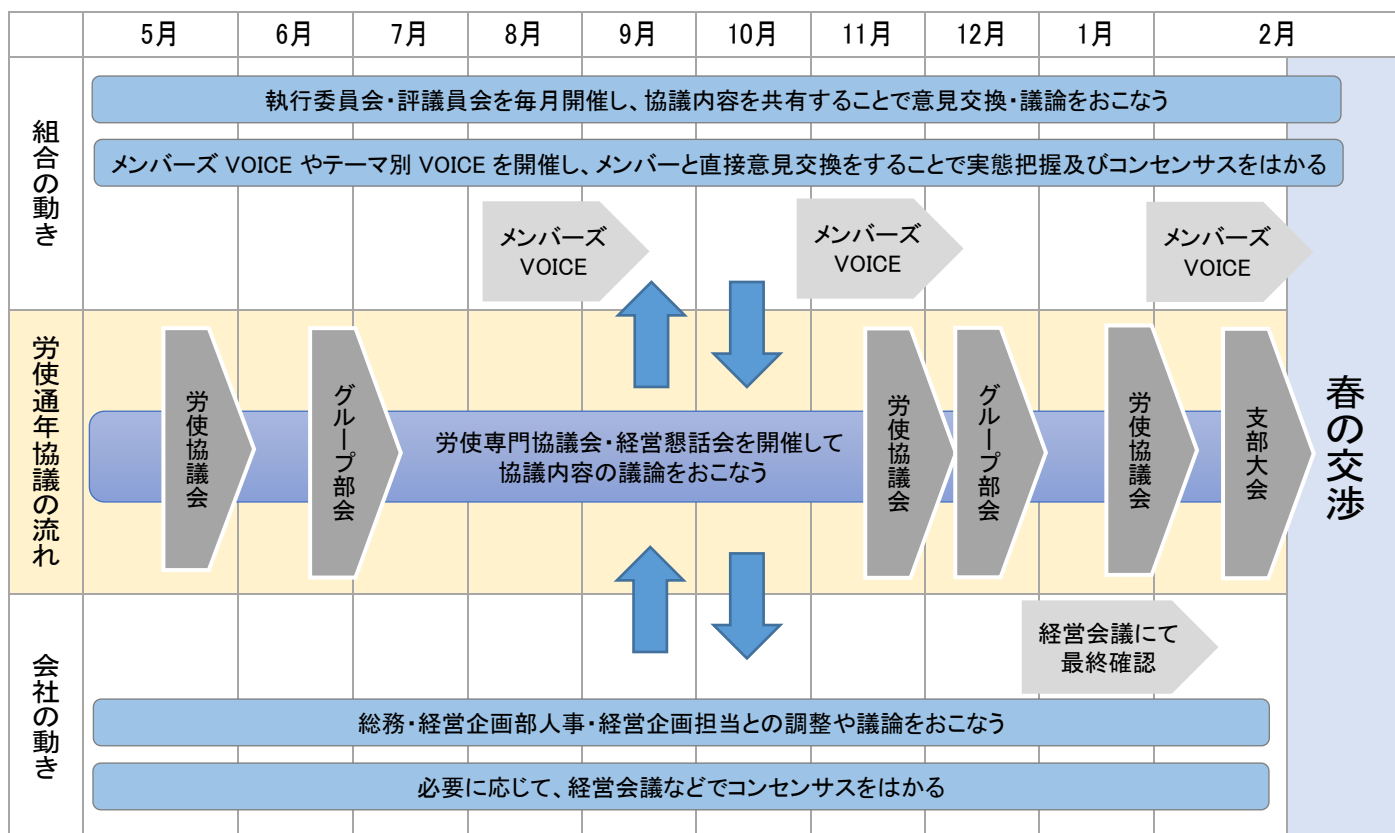 5月 6月 7月 8月 9月 10月 11月 12月 1月 2月
組合の動き
執行委員会・評議員会を毎月開催し、協議内容を共有することで意見交換・議論をおこなう
メンバーズ VOICE やテーマ別 VOICE を開催し、メンバーと直接意見交換をすることで実態把握及びコンセンサスをはかる
メンバーズ
VOICE
メンバーズ
VOICE
メンバーズ
VOICE
労使通年協議の流れ
労使協議会
グループ部会
労使専門協議会・経営懇話会を開催して
協議内容の議論をおこなう
労使協議会
グループ部会
労使協議会
支部大会
春の交渉
会社の動き
経営会議にて
最終確認
総務・経営企画部人事・経営企画担当との調整や議論をおこなう
必要に応じて、経営会議などでコンセンサスをはかる